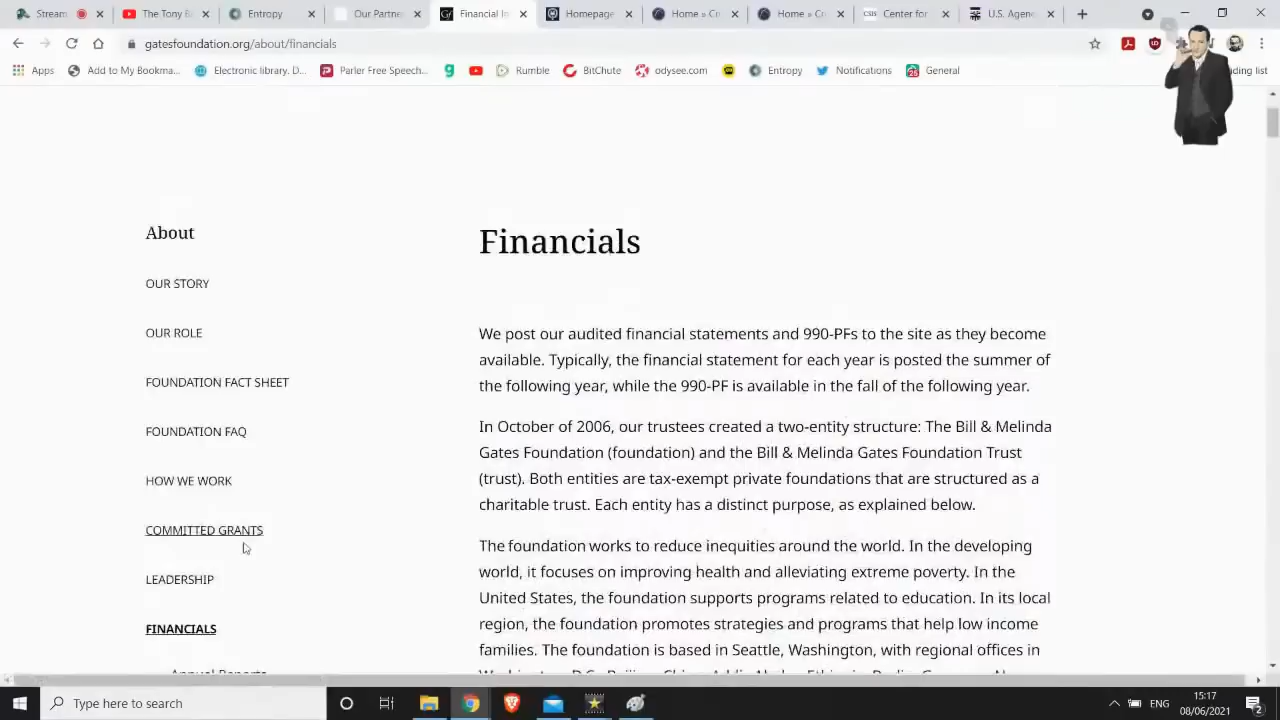 Stream
The Tony
Entropy
Our Partne
Financial In
Homepage
Home » Co
Home » Co
Center for
U.S. Agenc
gatesfoundation.org/about/financials
Apps
Add to My Bookma...
Electronic library. D...
Parler Free Speech...
Rumble
BitChute
odysee.com
Entropy
Notifications
General
ding list
About
OUR STORY
OUR ROLE
FOUNDATION FACT SHEET
FOUNDATION FAQ
HOW WE WORK
COMMITTED GRANTS
LEADERSHIP
FINANCIALS
Annual Reports
Financials
We post our audited financial statements and 990-PFs to the site as they become
available. Typically, the financial statement for each year is posted the summer of
the following year, while the 990-PF is available in the fall of the following year.
In October of 2006, our trustees created a two-entity structure: The Bill & Melinda
Gates Foundation (foundation) and the Bill & Melinda Gates Foundation Trust
(trust). Both entities are tax-exempt private foundations that are structured as a
charitable trust. Each entity has a distinct purpose, as explained below.
The foundation works to reduce inequities around the world. In the developing
world, it focuses on improving health and alleviating extreme poverty. In the
United States, the foundation supports programs related to education. In its local
region, the foundation promotes strategies and programs that help low income
families. The foundation is based in Seattle, Washington, with regional offices in
Type here to search
ENG
15:17
08/06/2021
2